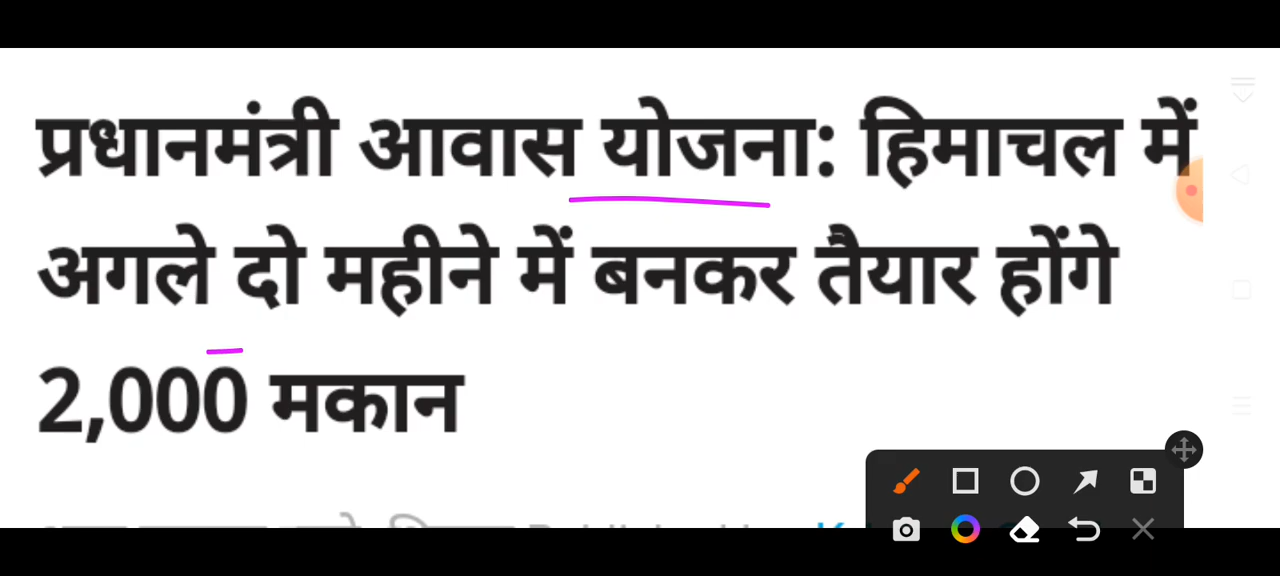 प्रधानमंत्री आवास योजना: हिमाचल में
अगले दो महीने में बनकर तैयार होंगे
2,000 मकान